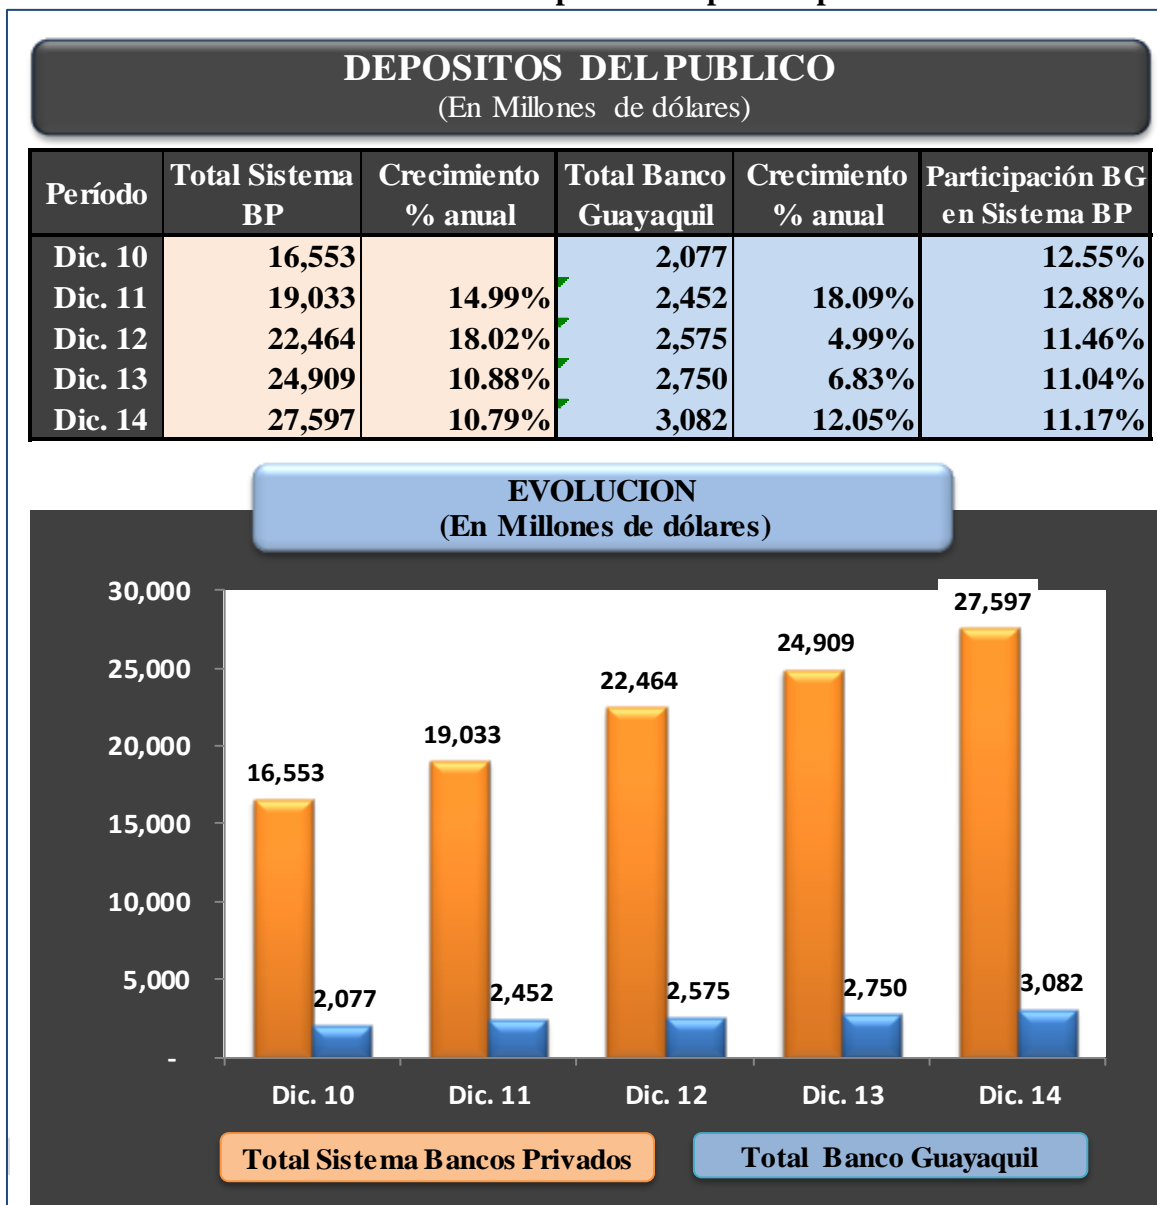 DEPOSITOS DEL PUBLICO
(En Millones de dólares)
Período Total Sistema BP Crecimiento % anual Total Banco Guayaquil Crecimiento % anual Participación BG en Sistema BP
Dic. 10 16,553 2,077 12.55%
Dic. 11 19,033 14.99% 2,452 18.09% 12.88%
Dic. 12 22,464 18.02% 2,575 4.99% 11.46%
Dic. 13 24,909 10.88% 2,750 6.83% 11.04%
Dic. 14 27,597 10.79% 3,082 12.05% 11.17%
EVOLUCION
(En Millones de dólares)
30,000
25,000
20,000
15,000
10,000
5,000
-
16,553
19,033
22,464
24,909
27,597
2,077
2,452
2,575
2,750
3,082
Dic. 10 Dic. 11 Dic. 12 Dic. 13 Dic. 14
Total Sistema Bancos Privados
Total Banco Guayaquil